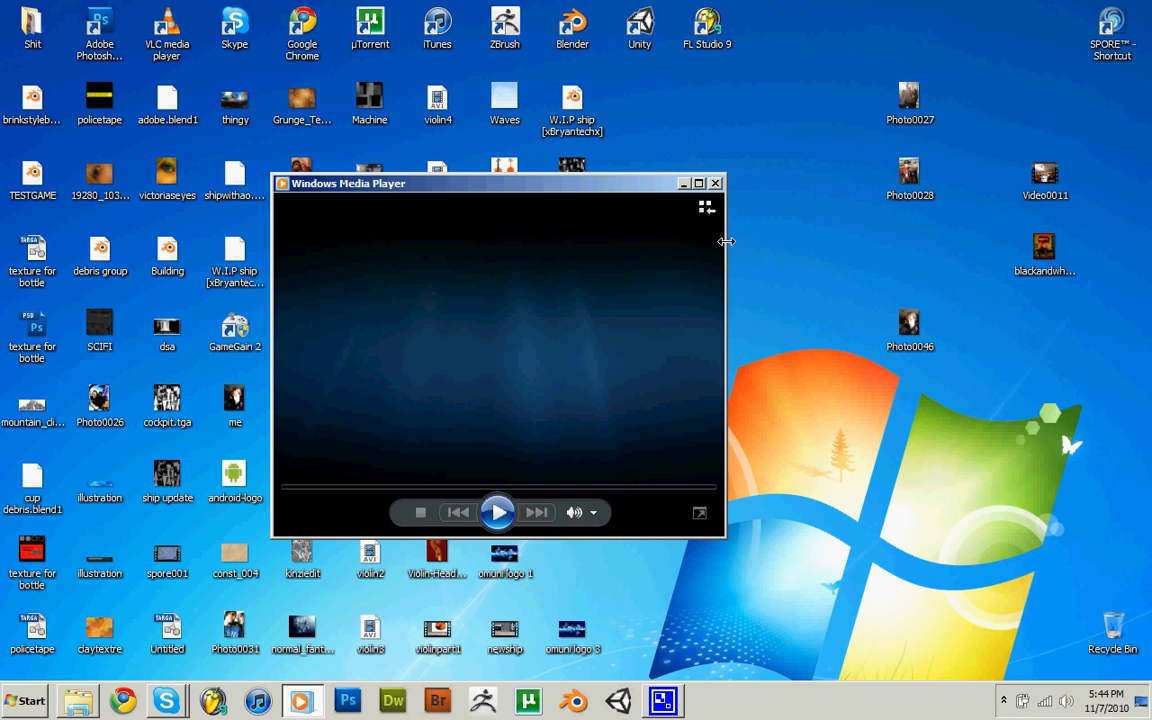 Shit
Adobe
Photosh...
VLC media
player
Skype
Google
Chrome
µTorrent
iTunes
ZBrush
Blender
Unity
FL Studio 9
SPORE™ -
Shortcut
brinkstyleb...
policetape
adobe.blend1
thingy
Grunge_Te...
Machine
violin4
Waves
W.I.P ship
[xBryantechx]
Photo0027
TESTGAME
19280_103...
victoriaseyes
shipwithao....
Photo0028
Video0011
Windows Media Player
texture for
bottle
debris group
Building
W.I.P ship
[xBryantec...
blackandwh...
texture for
bottle
SCIFI
dsa
GameGain 2
Photo0046
mountain_di...
Photo0026
cockpit.tga
me
cup
debris.blend1
illustration
ship update
android-logo
texture for
bottle
illustration
spore001
const_004
kinziedit
violin2
Violin-Head...
omuni logo 1
policetape
claytextre
Untitled
Photo0031
normal_fant...
violin3
violinpart1
newship
omuni logo 3
Recycle Bin
Start
Ps
Dw
Br
5:44 PM
11/7/2010